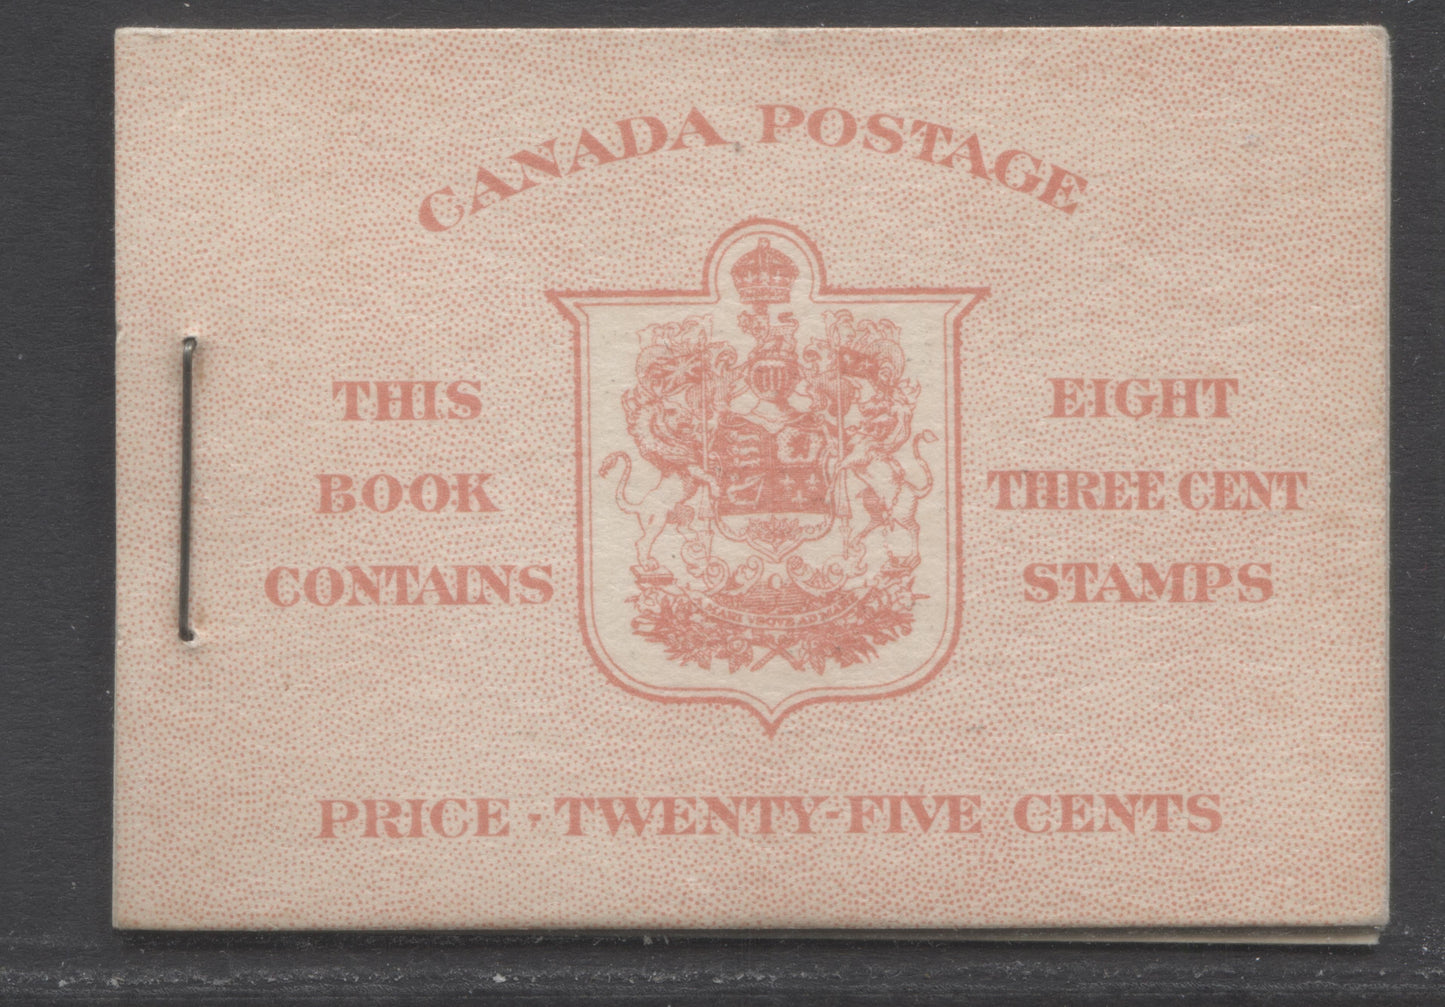 CANADA POSTAGE
THIS
BOOK
CONTAINS
EIGHT
THREE CENT
STAMPS
PRICE - TWENTY-FIVE CENTS